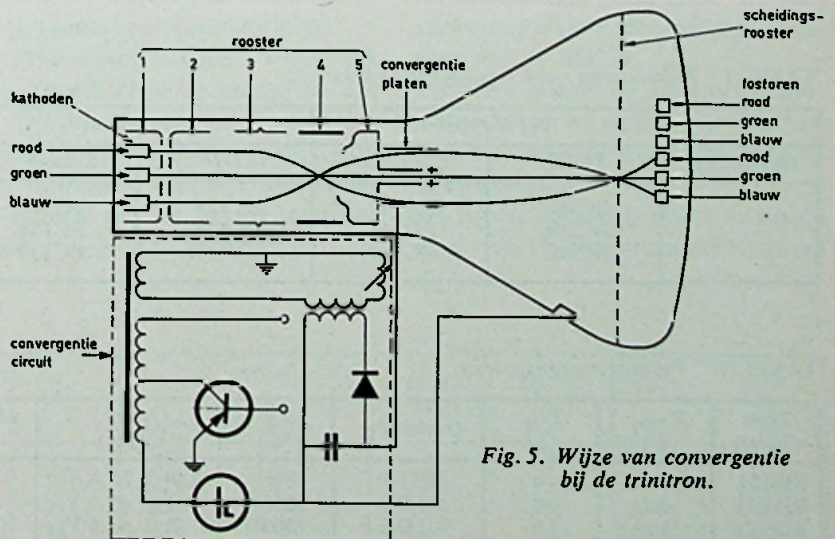 rooster
1 2 3 4 5
convergentie
platen
scheidings-
rooster
kathoden
rood
groen
blauw
fosforen
rood
groen
blauw
rood
groen
blauw
convergentie
circuit
Fig. 5. Wijze van convergentie
bij de trinitron.